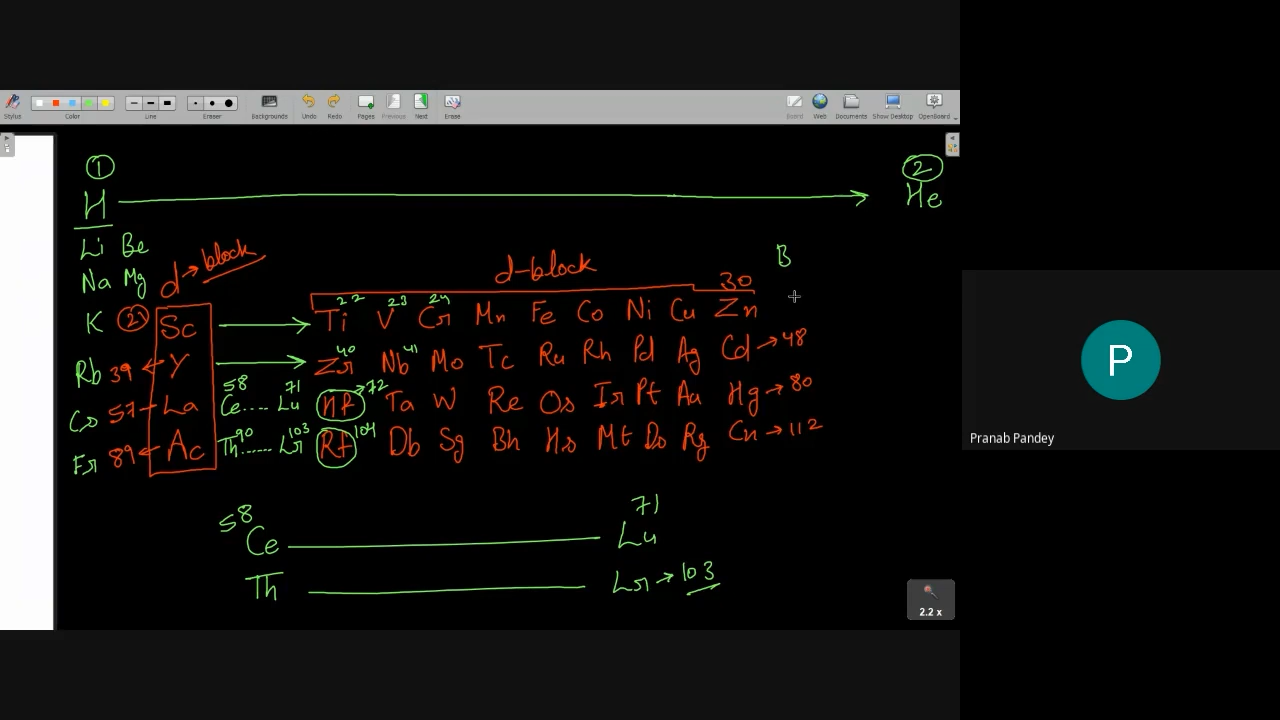 Stylus Color Line Eraser Backgrounds Undo Redo Pages Previous Next Erase Board Web Documents Show Desktop OpenBoard
1 2
H He
Li Be
d → block
d-block
B
Na Mg
30
22 23 24
K 21 Sc Ti V Cr Mn Fe Co Ni Cu Zn
40 41
Rb 39 ← Y Zr Nb Mo Tc Ru Rh Pd Ag Cd → 48
58 71 → 72
Cs 57 La Ce.... Lu Hf Ta W Re Os Ir Pt Au Hg → 80
90 103 104
Fr 89 ← Ac Th...... Lr Rf Db Sg Bh Hs Mt Ds Rg Cn → 112
58 71
Ce Lu
Th Lr → 103
P
Pranab Pandey
2.2 x